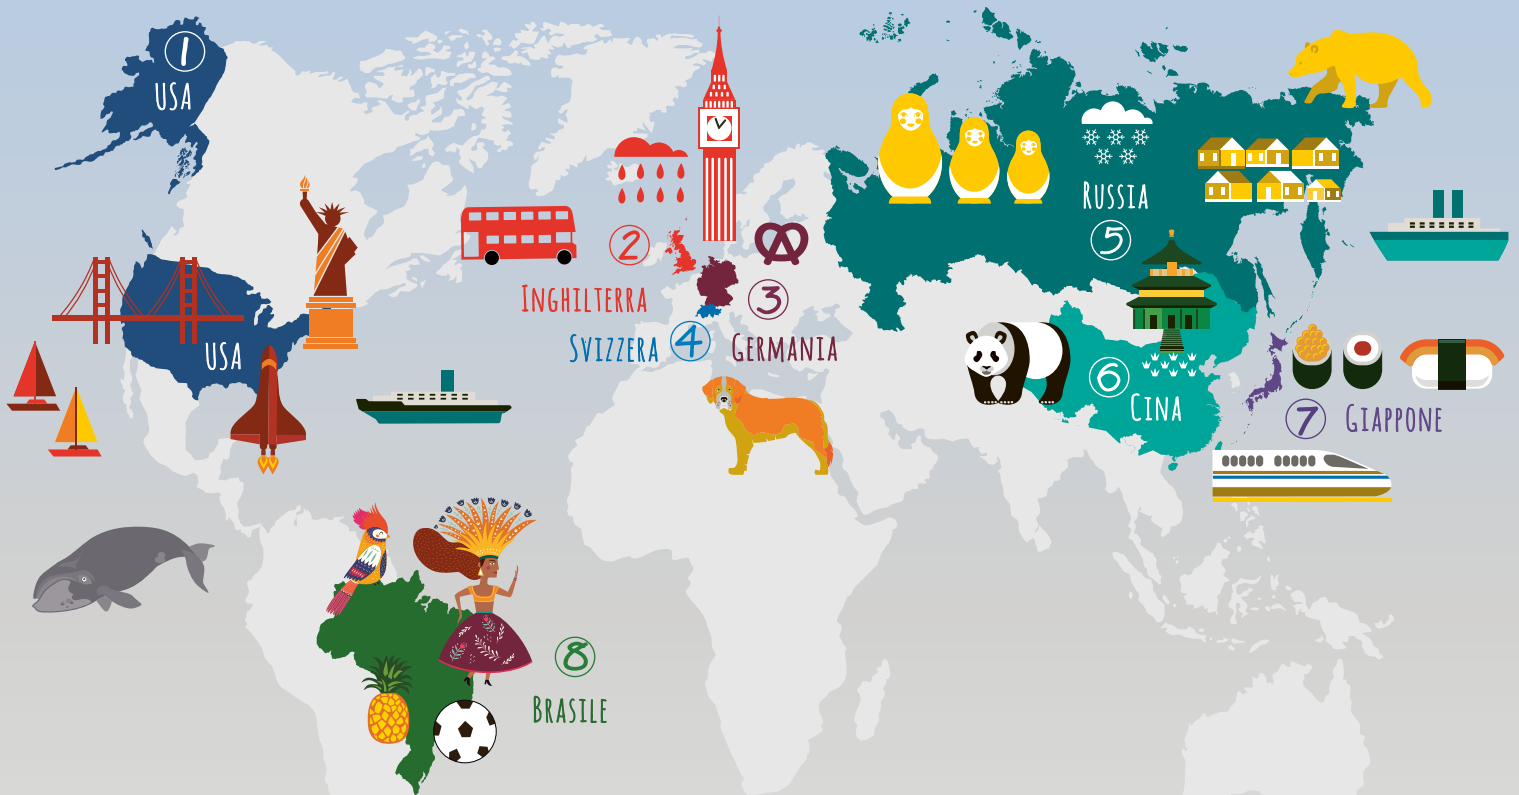 1
USA
USA
2
INGHILTERRA
3
GERMANIA
4
SVIZZERA
5
RUSSIA
6
CINA
7
GIAPPONE
8
BRASILE